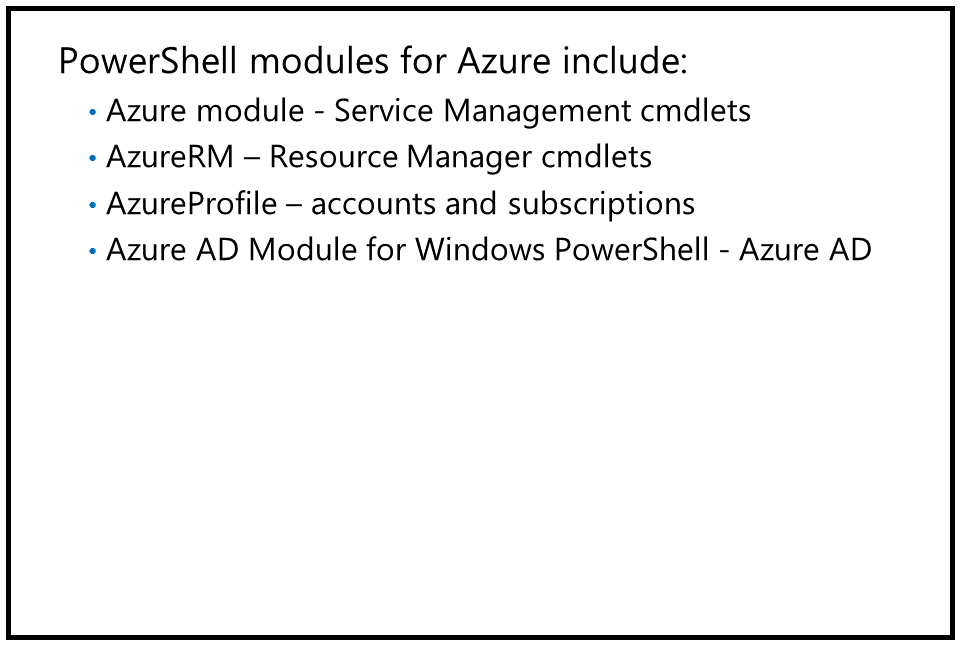 PowerShell modules for Azure include:
• Azure module - Service Management cmdlets
• AzureRM – Resource Manager cmdlets
• AzureProfile – accounts and subscriptions
• Azure AD Module for Windows PowerShell - Azure AD